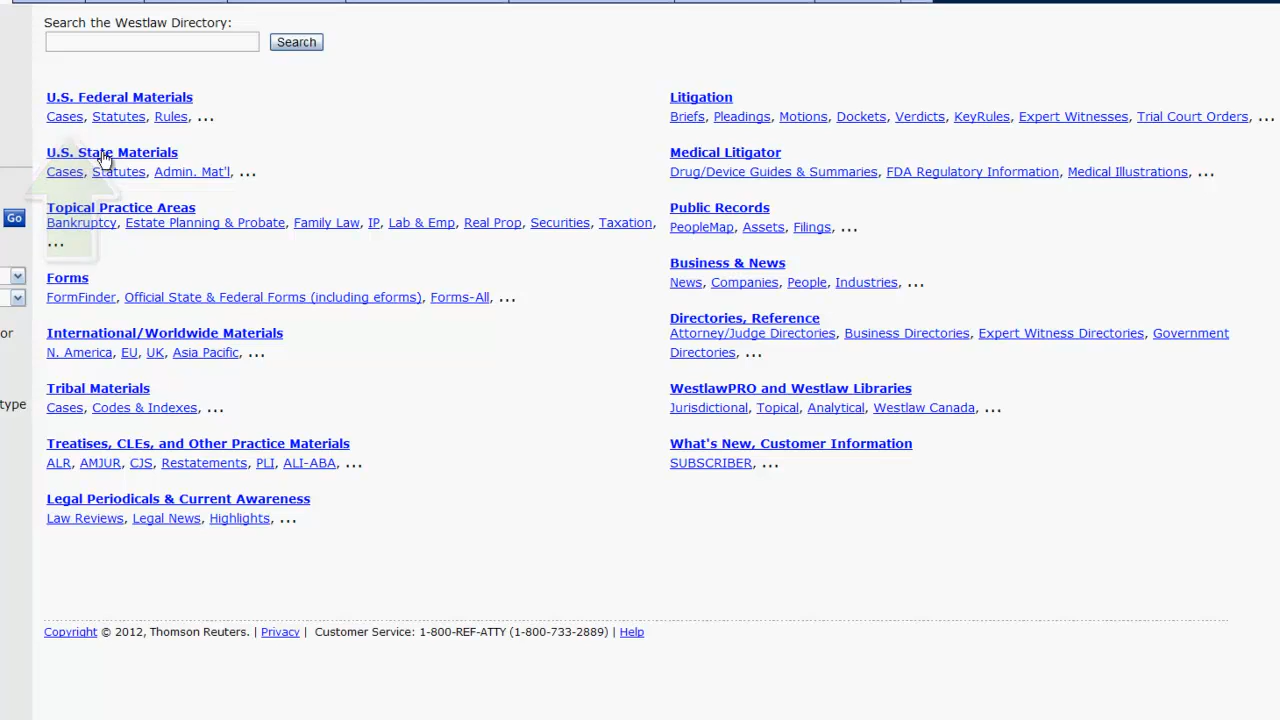 Search the Westlaw Directory:
Search
U.S. Federal Materials
Cases, Statutes, Rules, ...
U.S. State Materials
Cases, Statutes, Admin. Mat'l, ...
Topical Practice Areas
Bankruptcy, Estate Planning & Probate, Family Law, IP, Lab & Emp, Real Prop, Securities, Taxation,
...
Forms
FormFinder, Official State & Federal Forms (including eforms), Forms-All, ...
International/Worldwide Materials
N. America, EU, UK, Asia Pacific, ...
Tribal Materials
Cases, Codes & Indexes, ...
Treatises, CLEs, and Other Practice Materials
ALR, AMJUR, CJS, Restatements, PLI, ALI-ABA, ...
Legal Periodicals & Current Awareness
Law Reviews, Legal News, Highlights, ...
Litigation
Briefs, Pleadings, Motions, Dockets, Verdicts, KeyRules, Expert Witnesses, Trial Court Orders, ...
Medical Litigator
Drug/Device Guides & Summaries, FDA Regulatory Information, Medical Illustrations, ...
Public Records
PeopleMap, Assets, Filings, ...
Business & News
News, Companies, People, Industries, ...
Directories, Reference
Attorney/Judge Directories, Business Directories, Expert Witness Directories, Government
Directories, ...
WestlawPRO and Westlaw Libraries
Jurisdictional, Topical, Analytical, Westlaw Canada, ...
What's New, Customer Information
SUBSCRIBER, ...
Go
or
type
Copyright © 2012, Thomson Reuters. | Privacy | Customer Service: 1-800-REF-ATTY (1-800-733-2889) | Help